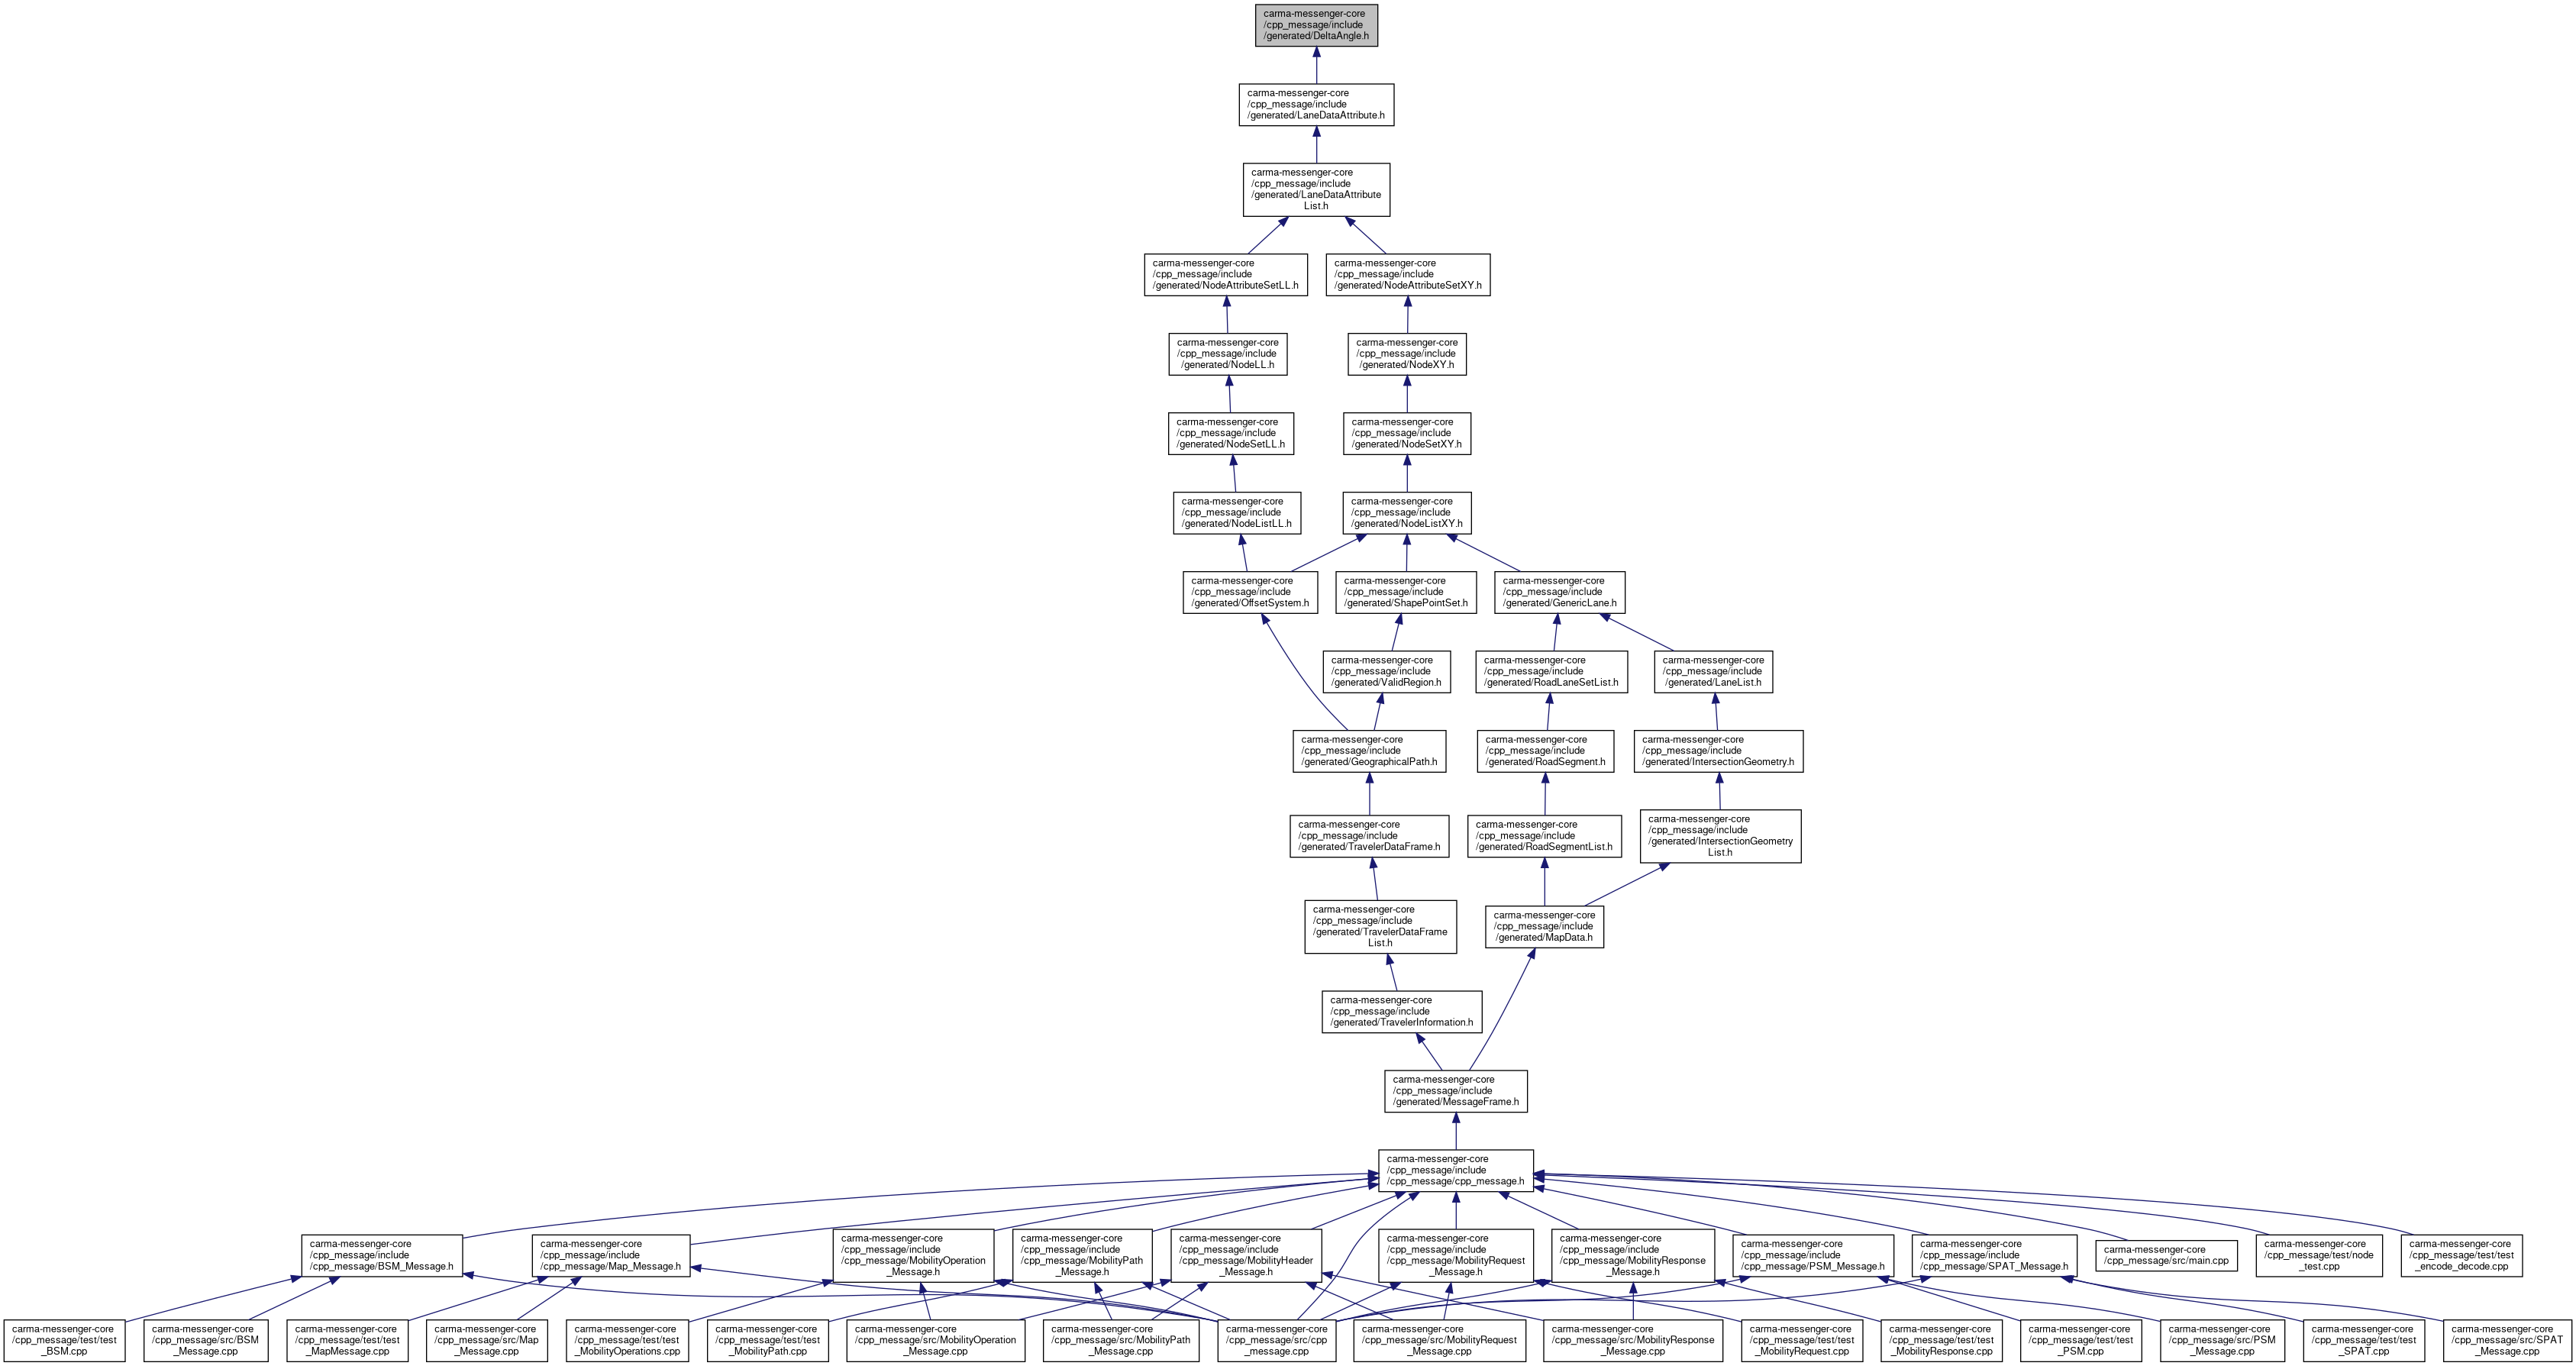 carma-messenger-core
/cpp_message/include
/generated/DeltaAngle.h
carma-messenger-core
/cpp_message/include
/generated/LaneDataAttribute.h
carma-messenger-core
/cpp_message/include
/generated/LaneDataAttribute
List.h
carma-messenger-core
/cpp_message/include
/generated/NodeAttributeSetLL.h
carma-messenger-core
/cpp_message/include
/generated/NodeAttributeSetXY.h
carma-messenger-core
/cpp_message/include
/generated/NodeLL.h
carma-messenger-core
/cpp_message/include
/generated/NodeXY.h
carma-messenger-core
/cpp_message/include
/generated/NodeSetLL.h
carma-messenger-core
/cpp_message/include
/generated/NodeSetXY.h
carma-messenger-core
/cpp_message/include
/generated/NodeListLL.h
carma-messenger-core
/cpp_message/include
/generated/NodeListXY.h
carma-messenger-core
/cpp_message/include
/generated/OffsetSystem.h
carma-messenger-core
/cpp_message/include
/generated/ShapePointSet.h
carma-messenger-core
/cpp_message/include
/generated/GenericLane.h
carma-messenger-core
/cpp_message/include
/generated/ValidRegion.h
carma-messenger-core
/cpp_message/include
/generated/RoadLaneSetList.h
carma-messenger-core
/cpp_message/include
/generated/LaneList.h
carma-messenger-core
/cpp_message/include
/generated/GeographicalPath.h
carma-messenger-core
/cpp_message/include
/generated/RoadSegment.h
carma-messenger-core
/cpp_message/include
/generated/IntersectionGeometry.h
carma-messenger-core
/cpp_message/include
/generated/TravelerDataFrame.h
carma-messenger-core
/cpp_message/include
/generated/RoadSegmentList.h
carma-messenger-core
/cpp_message/include
/generated/IntersectionGeometry
List.h
carma-messenger-core
/cpp_message/include
/generated/TravelerDataFrame
List.h
carma-messenger-core
/cpp_message/include
/generated/MapData.h
carma-messenger-core
/cpp_message/include
/generated/TravelerInformation.h
carma-messenger-core
/cpp_message/include
/generated/MessageFrame.h
carma-messenger-core
/cpp_message/include
/cpp_message/cpp_message.h
carma-messenger-core
/cpp_message/include
/cpp_message/BSM_Message.h
carma-messenger-core
/cpp_message/include
/cpp_message/Map_Message.h
carma-messenger-core
/cpp_message/include
/cpp_message/MobilityOperation
_Message.h
carma-messenger-core
/cpp_message/include
/cpp_message/MobilityPath
_Message.h
carma-messenger-core
/cpp_message/include
/cpp_message/MobilityHeader
_Message.h
carma-messenger-core
/cpp_message/include
/cpp_message/MobilityRequest
_Message.h
carma-messenger-core
/cpp_message/include
/cpp_message/MobilityResponse
_Message.h
carma-messenger-core
/cpp_message/include
/cpp_message/PSM_Message.h
carma-messenger-core
/cpp_message/include
/cpp_message/SPAT_Message.h
carma-messenger-core
/cpp_message/src/main.cpp
carma-messenger-core
/cpp_message/test/node
_test.cpp
carma-messenger-core
/cpp_message/test/test
_encode_decode.cpp
carma-messenger-core
/cpp_message/test/test
_BSM.cpp
carma-messenger-core
/cpp_message/src/BSM
_Message.cpp
carma-messenger-core
/cpp_message/test/test
_MapMessage.cpp
carma-messenger-core
/cpp_message/src/Map
_Message.cpp
carma-messenger-core
/cpp_message/test/test
_MobilityOperations.cpp
carma-messenger-core
/cpp_message/test/test
_MobilityPath.cpp
carma-messenger-core
/cpp_message/src/MobilityOperation
_Message.cpp
carma-messenger-core
/cpp_message/src/MobilityPath
_Message.cpp
carma-messenger-core
/cpp_message/src/cpp
_message.cpp
carma-messenger-core
/cpp_message/src/MobilityRequest
_Message.cpp
carma-messenger-core
/cpp_message/src/MobilityResponse
_Message.cpp
carma-messenger-core
/cpp_message/test/test
_MobilityRequest.cpp
carma-messenger-core
/cpp_message/test/test
_MobilityResponse.cpp
carma-messenger-core
/cpp_message/test/test
_PSM.cpp
carma-messenger-core
/cpp_message/src/PSM
_Message.cpp
carma-messenger-core
/cpp_message/test/test
_SPAT.cpp
carma-messenger-core
/cpp_message/src/SPAT
_Message.cpp